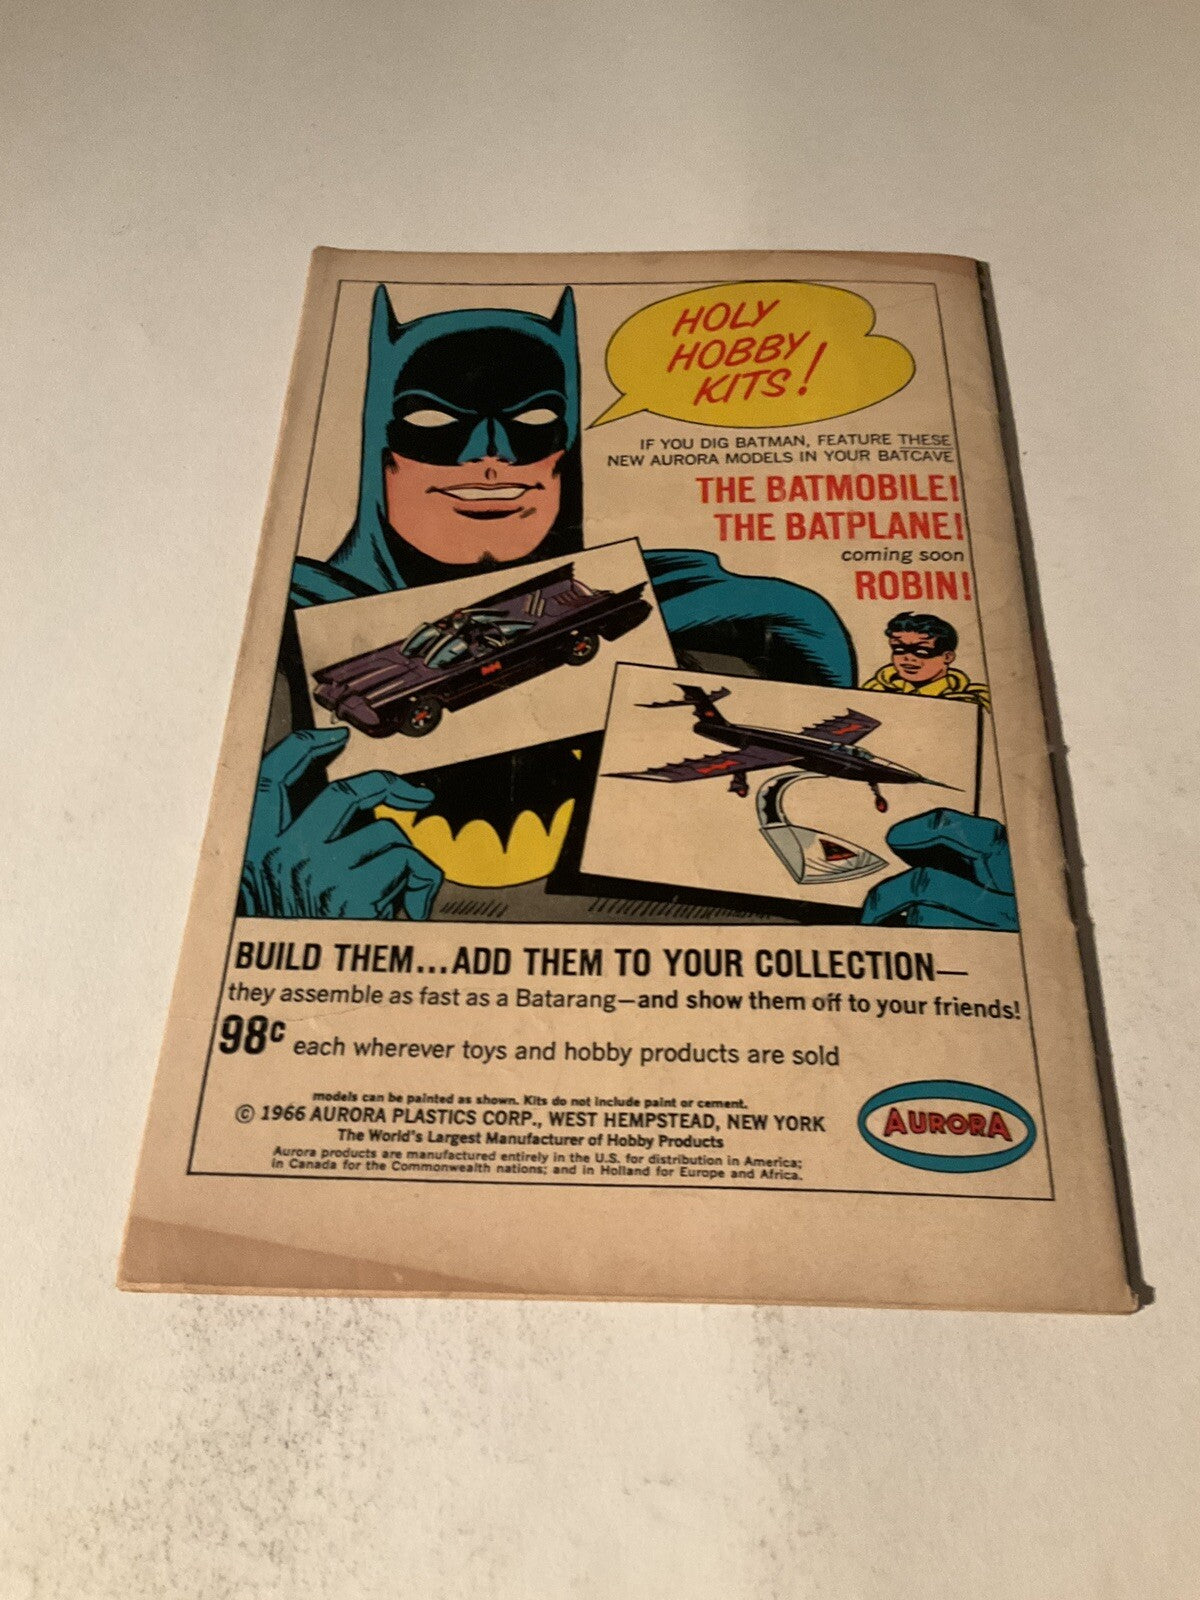 HOLY
HOBBY
KITS!
IF YOU DIG BATMAN, FEATURE THESE
NEW AURORA MODELS IN YOUR BATCAVE
THE BATMOBILE!
THE BATPLANE!
coming soon
ROBIN!
BUILD THEM...ADD THEM TO YOUR COLLECTION—
they assemble as fast as a Batarang—and show them off to your friends!
98c each wherever toys and hobby products are sold
models can be painted as shown. Kits do not include paint or cement.
© 1966 AURORA PLASTICS CORP., WEST HEMPSTEAD, NEW YORK
The World's Largest Manufacturer of Hobby Products
Aurora products are manufactured entirely in the U.S. for distribution in America;
in Canada for the Commonwealth nations; and in Holland for Europe and Africa.
AURORA